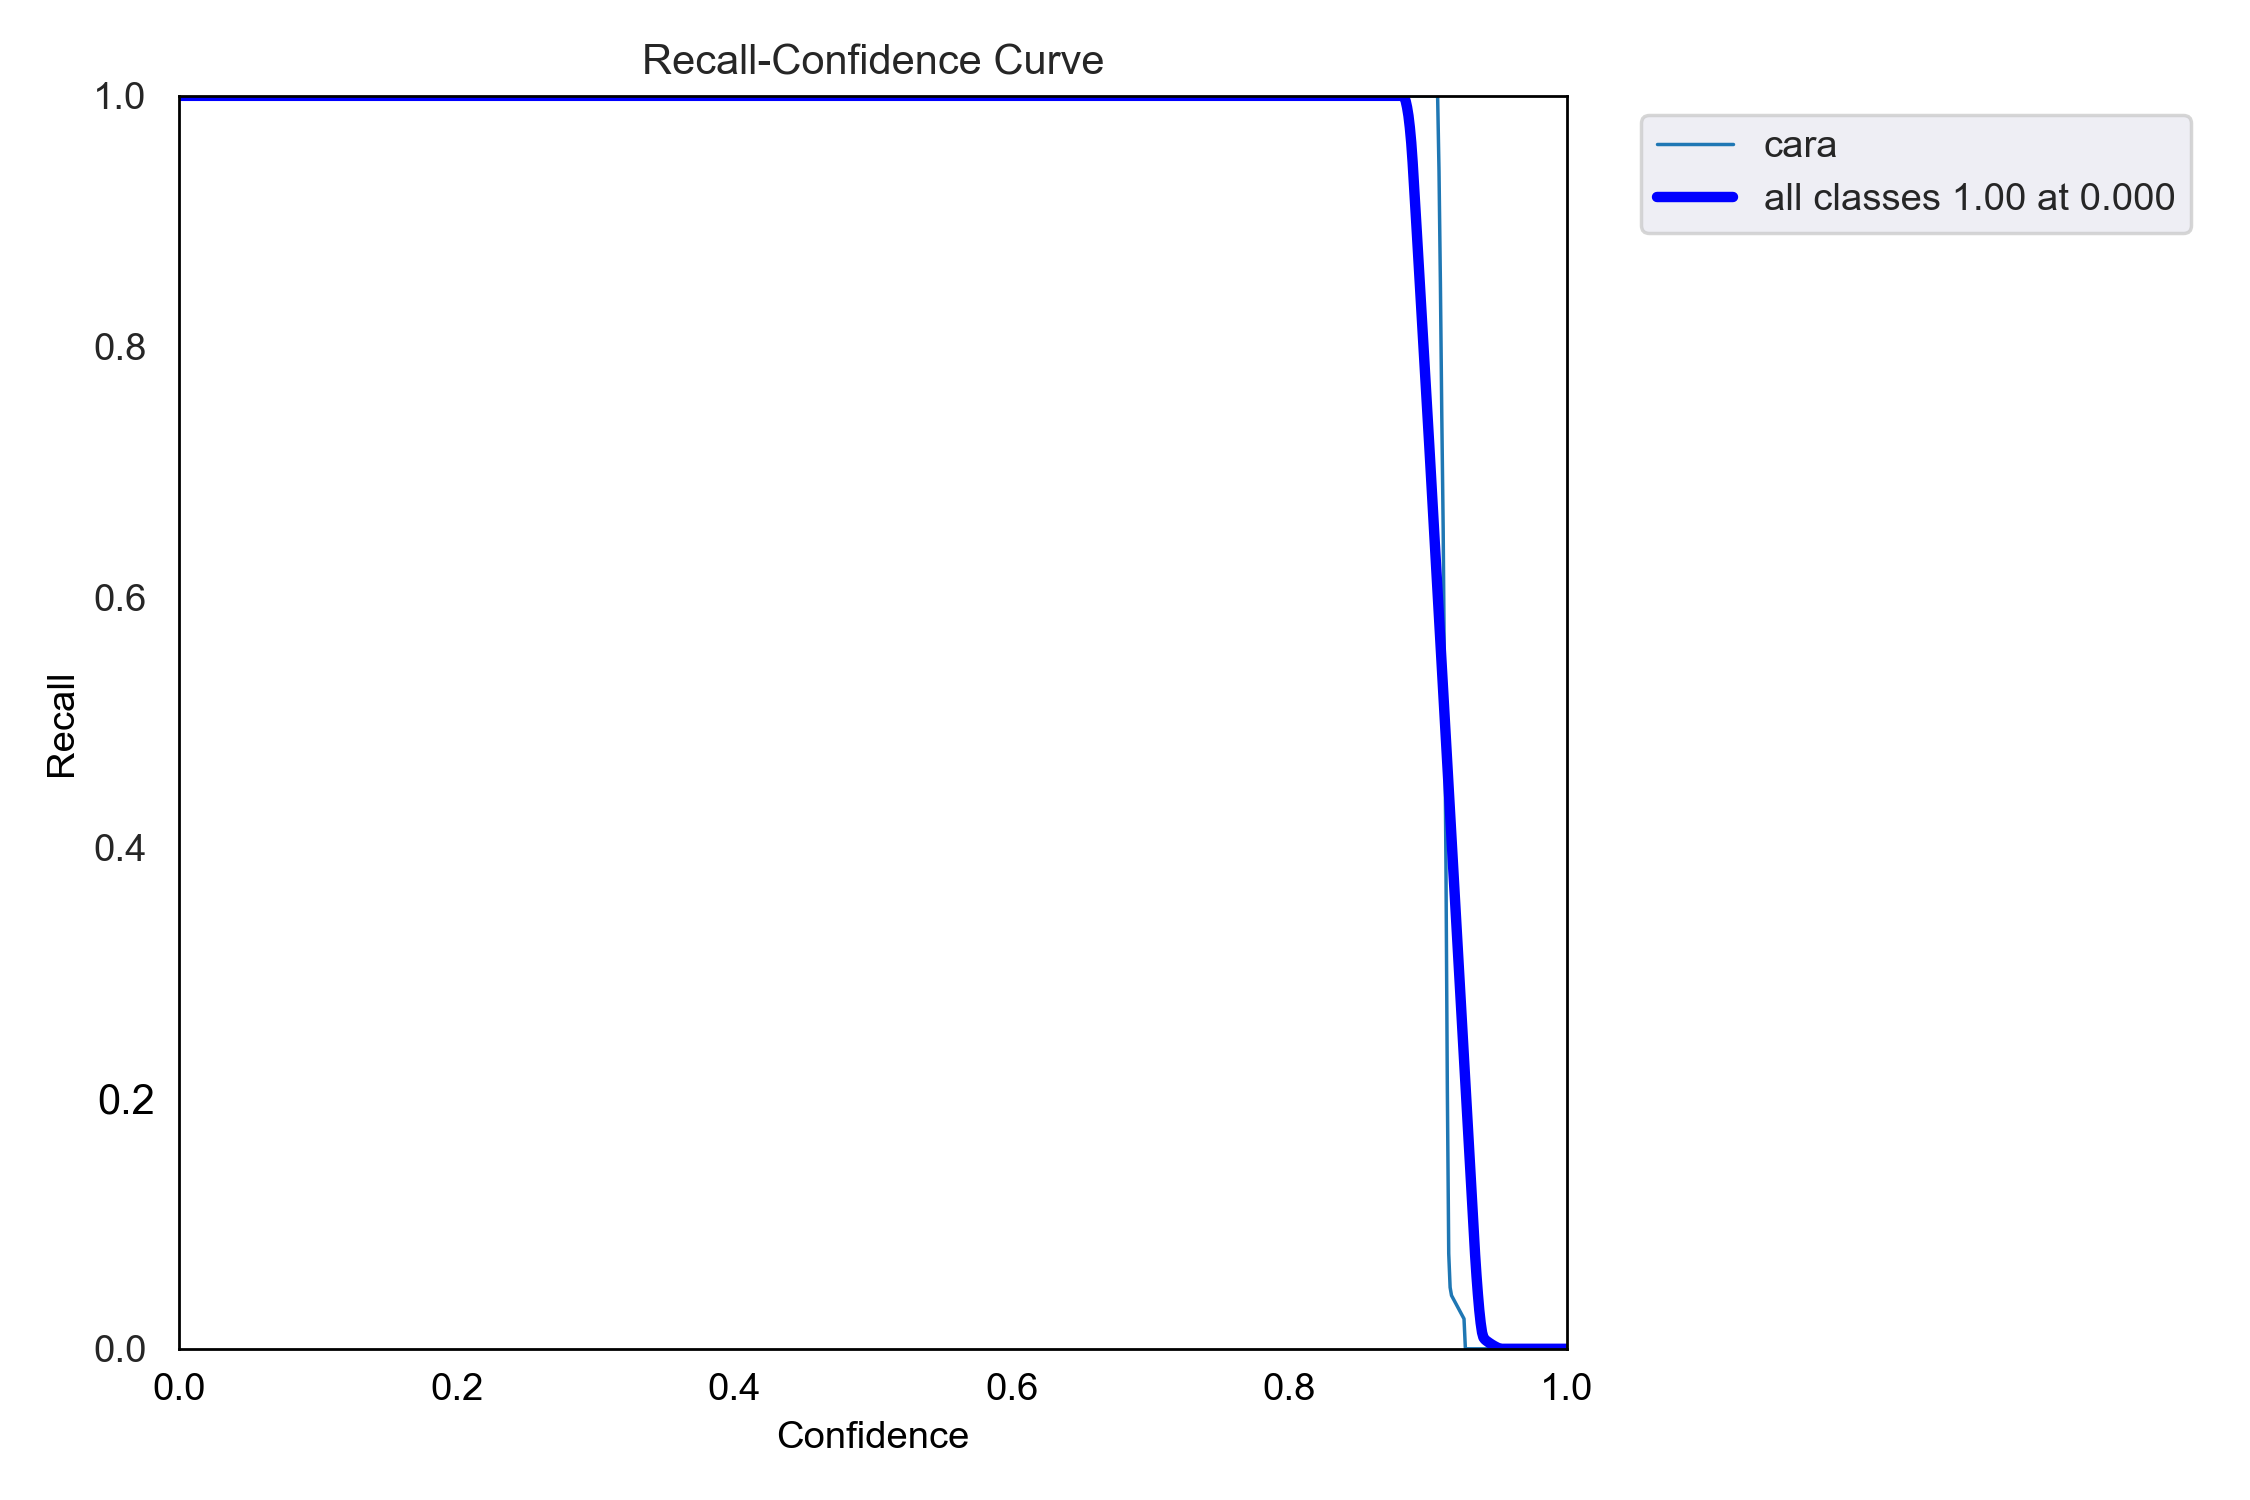 Recall-Confidence Curve
1.0
0.8
0.6
0.4
0.2
0.0
Recall
0.0 0.2 0.4 0.6 0.8 1.0
Confidence
cara
all classes 1.00 at 0.000